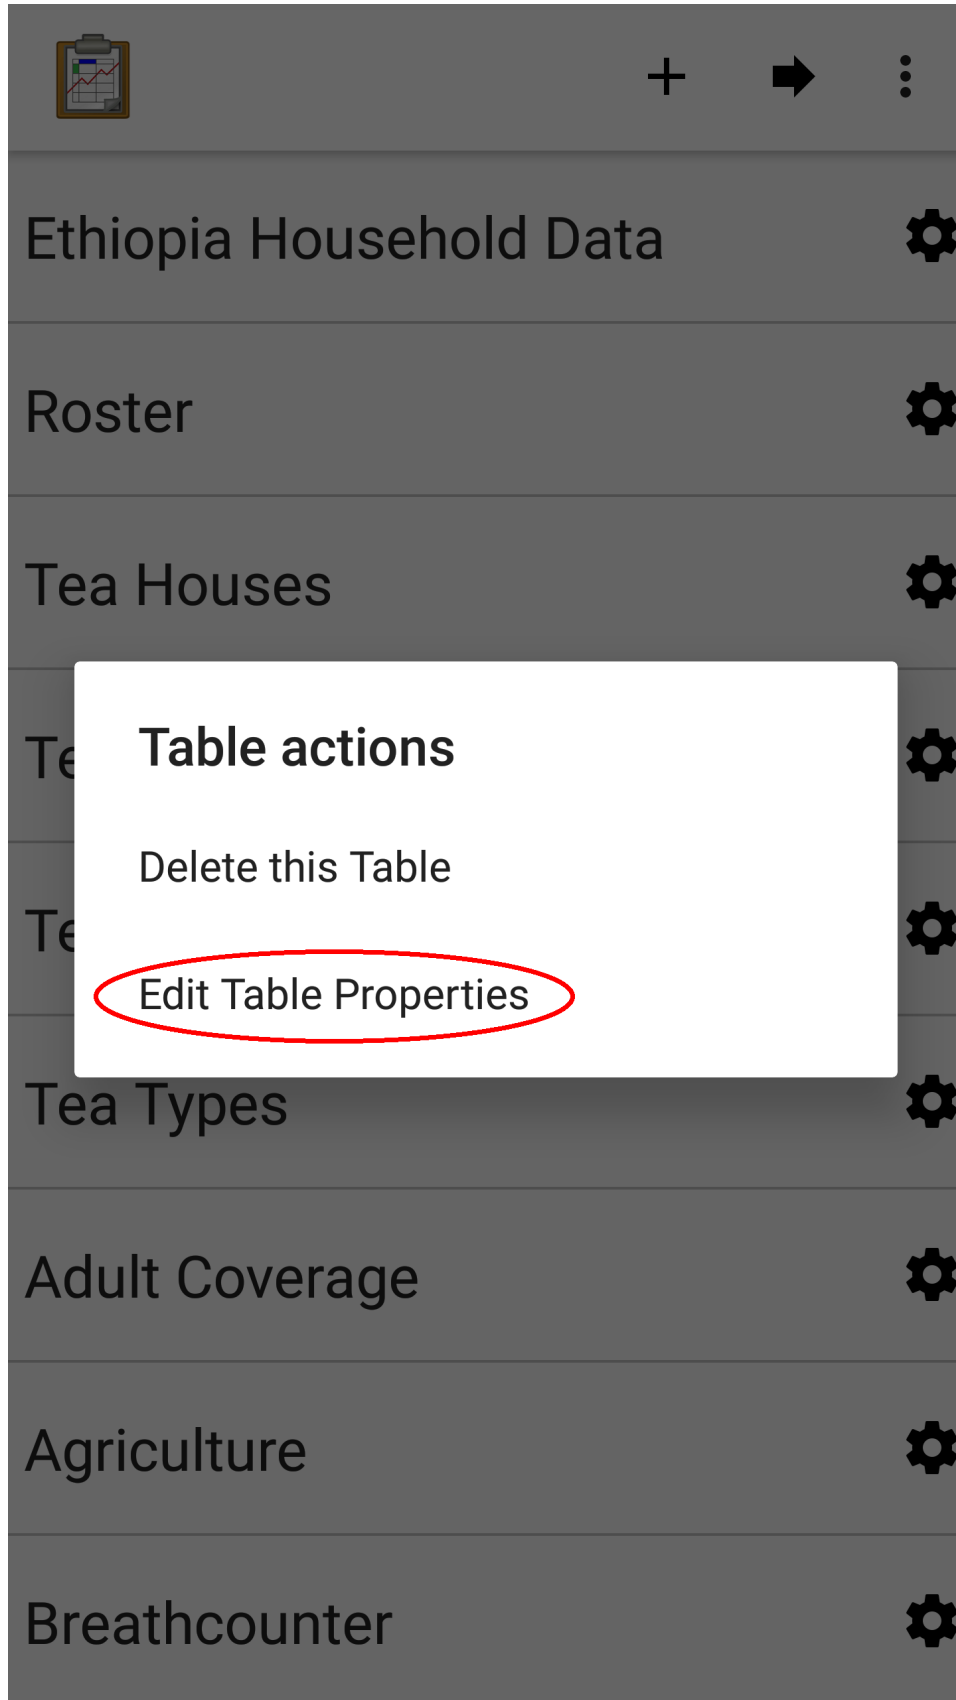 Ethiopia Household Data
Roster
Tea Houses
Te
Table actions
Delete this Table
Te
Edit Table Properties
Tea Types
Adult Coverage
Agriculture
Breathcounter